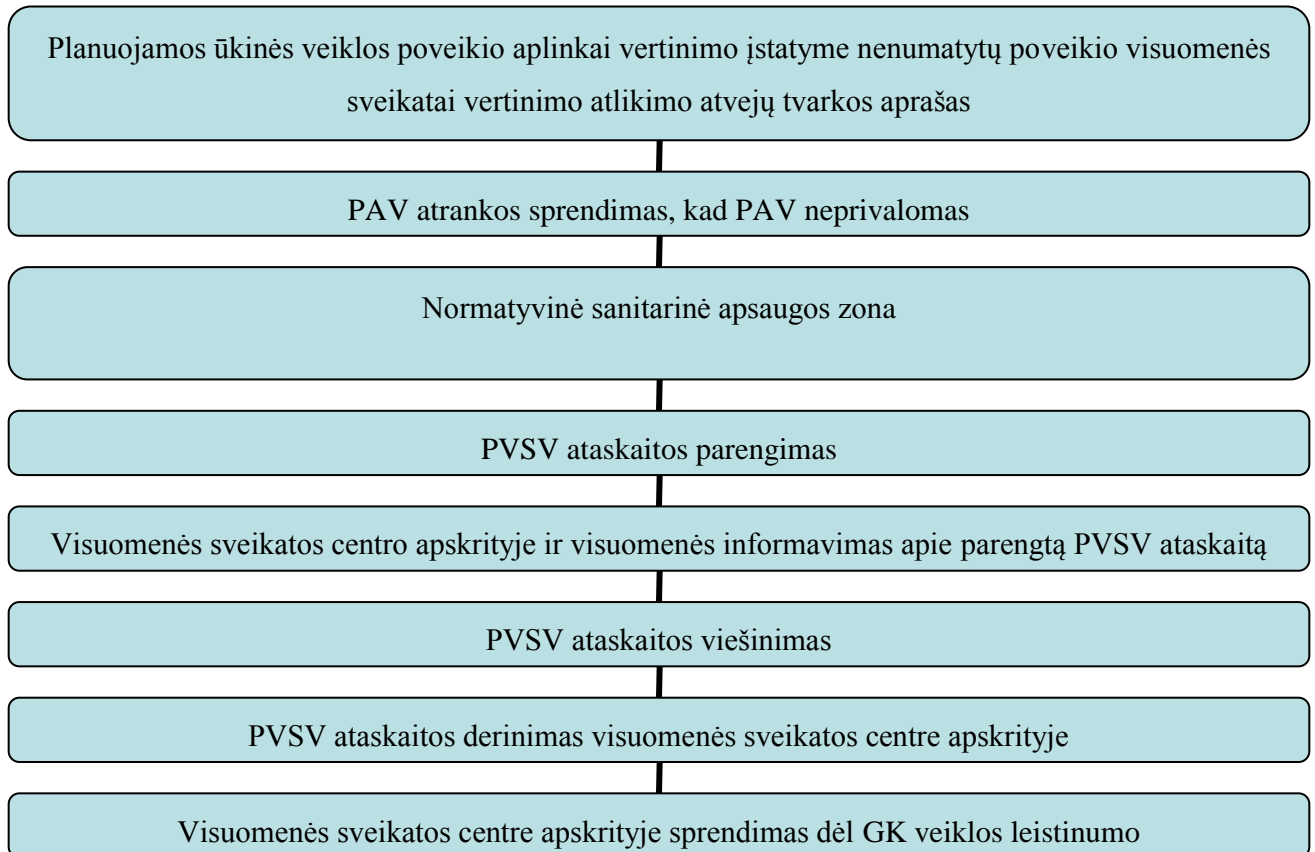 Planuojamos ūkinės veiklos poveikio aplinkai vertinimo įstatyme nenumatytų poveikio visuomenės
sveikatai vertinimo atlikimo atvejų tvarkos aprašas
PAV atrankos sprendimas, kad PAV neprivalomas
Normatyvinė sanitarinė apsaugos zona
PVSV ataskaitos parengimas
Visuomenės sveikatos centro apskrityje ir visuomenės informavimas apie parengtą PVSV ataskaitą
PVSV ataskaitos viešinimas
PVSV ataskaitos derinimas visuomenės sveikatos centre apskrityje
Visuomenės sveikatos centre apskrityje sprendimas dėl GK veiklos leistinumo